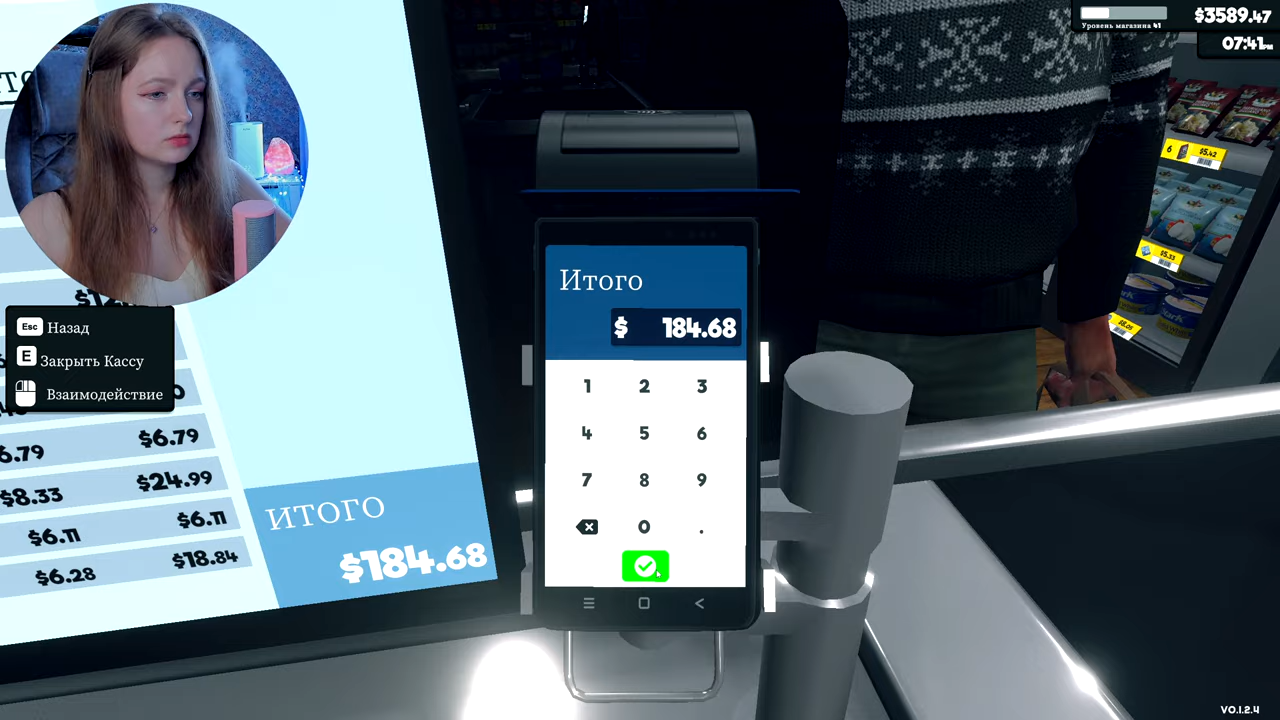 $3589.47
Уровень магазина 41
07:41
Esc Назад
E Закрыть Кассу
Взаимодействие
$6.79
$8.33 $24.99
$6.11 $6.11
$6.28 $18.84
ИТОГО
$184.68
Итого
$ 184.68
1 2 3
4 5 6
7 8 9
0 .
6 $5.42
$5.33
V0.1.2.4